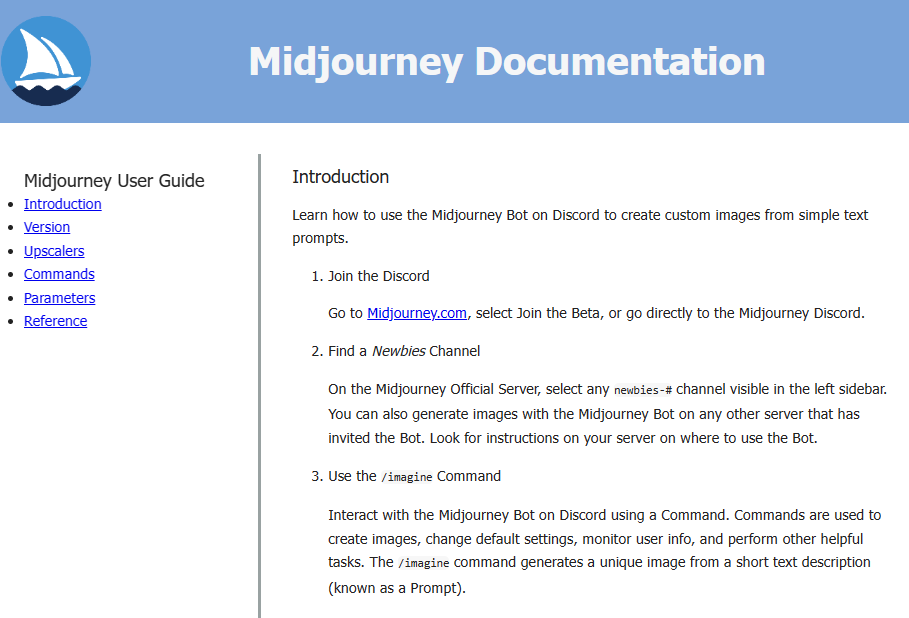 Midjourney Documentation
Midjourney User Guide
Introduction
Version
Upscalers
Commands
Parameters
Reference
Introduction
Learn how to use the Midjourney Bot on Discord to create custom images from simple text
prompts.
1. Join the Discord
Go to Midjourney.com, select Join the Beta, or go directly to the Midjourney Discord.
2. Find a Newbies Channel
On the Midjourney Official Server, select any newbies-# channel visible in the left sidebar.
You can also generate images with the Midjourney Bot on any other server that has
invited the Bot. Look for instructions on your server on where to use the Bot.
3. Use the /imagine Command
Interact with the Midjourney Bot on Discord using a Command. Commands are used to
create images, change default settings, monitor user info, and perform other helpful
tasks. The /imagine command generates a unique image from a short text description
(known as a Prompt).